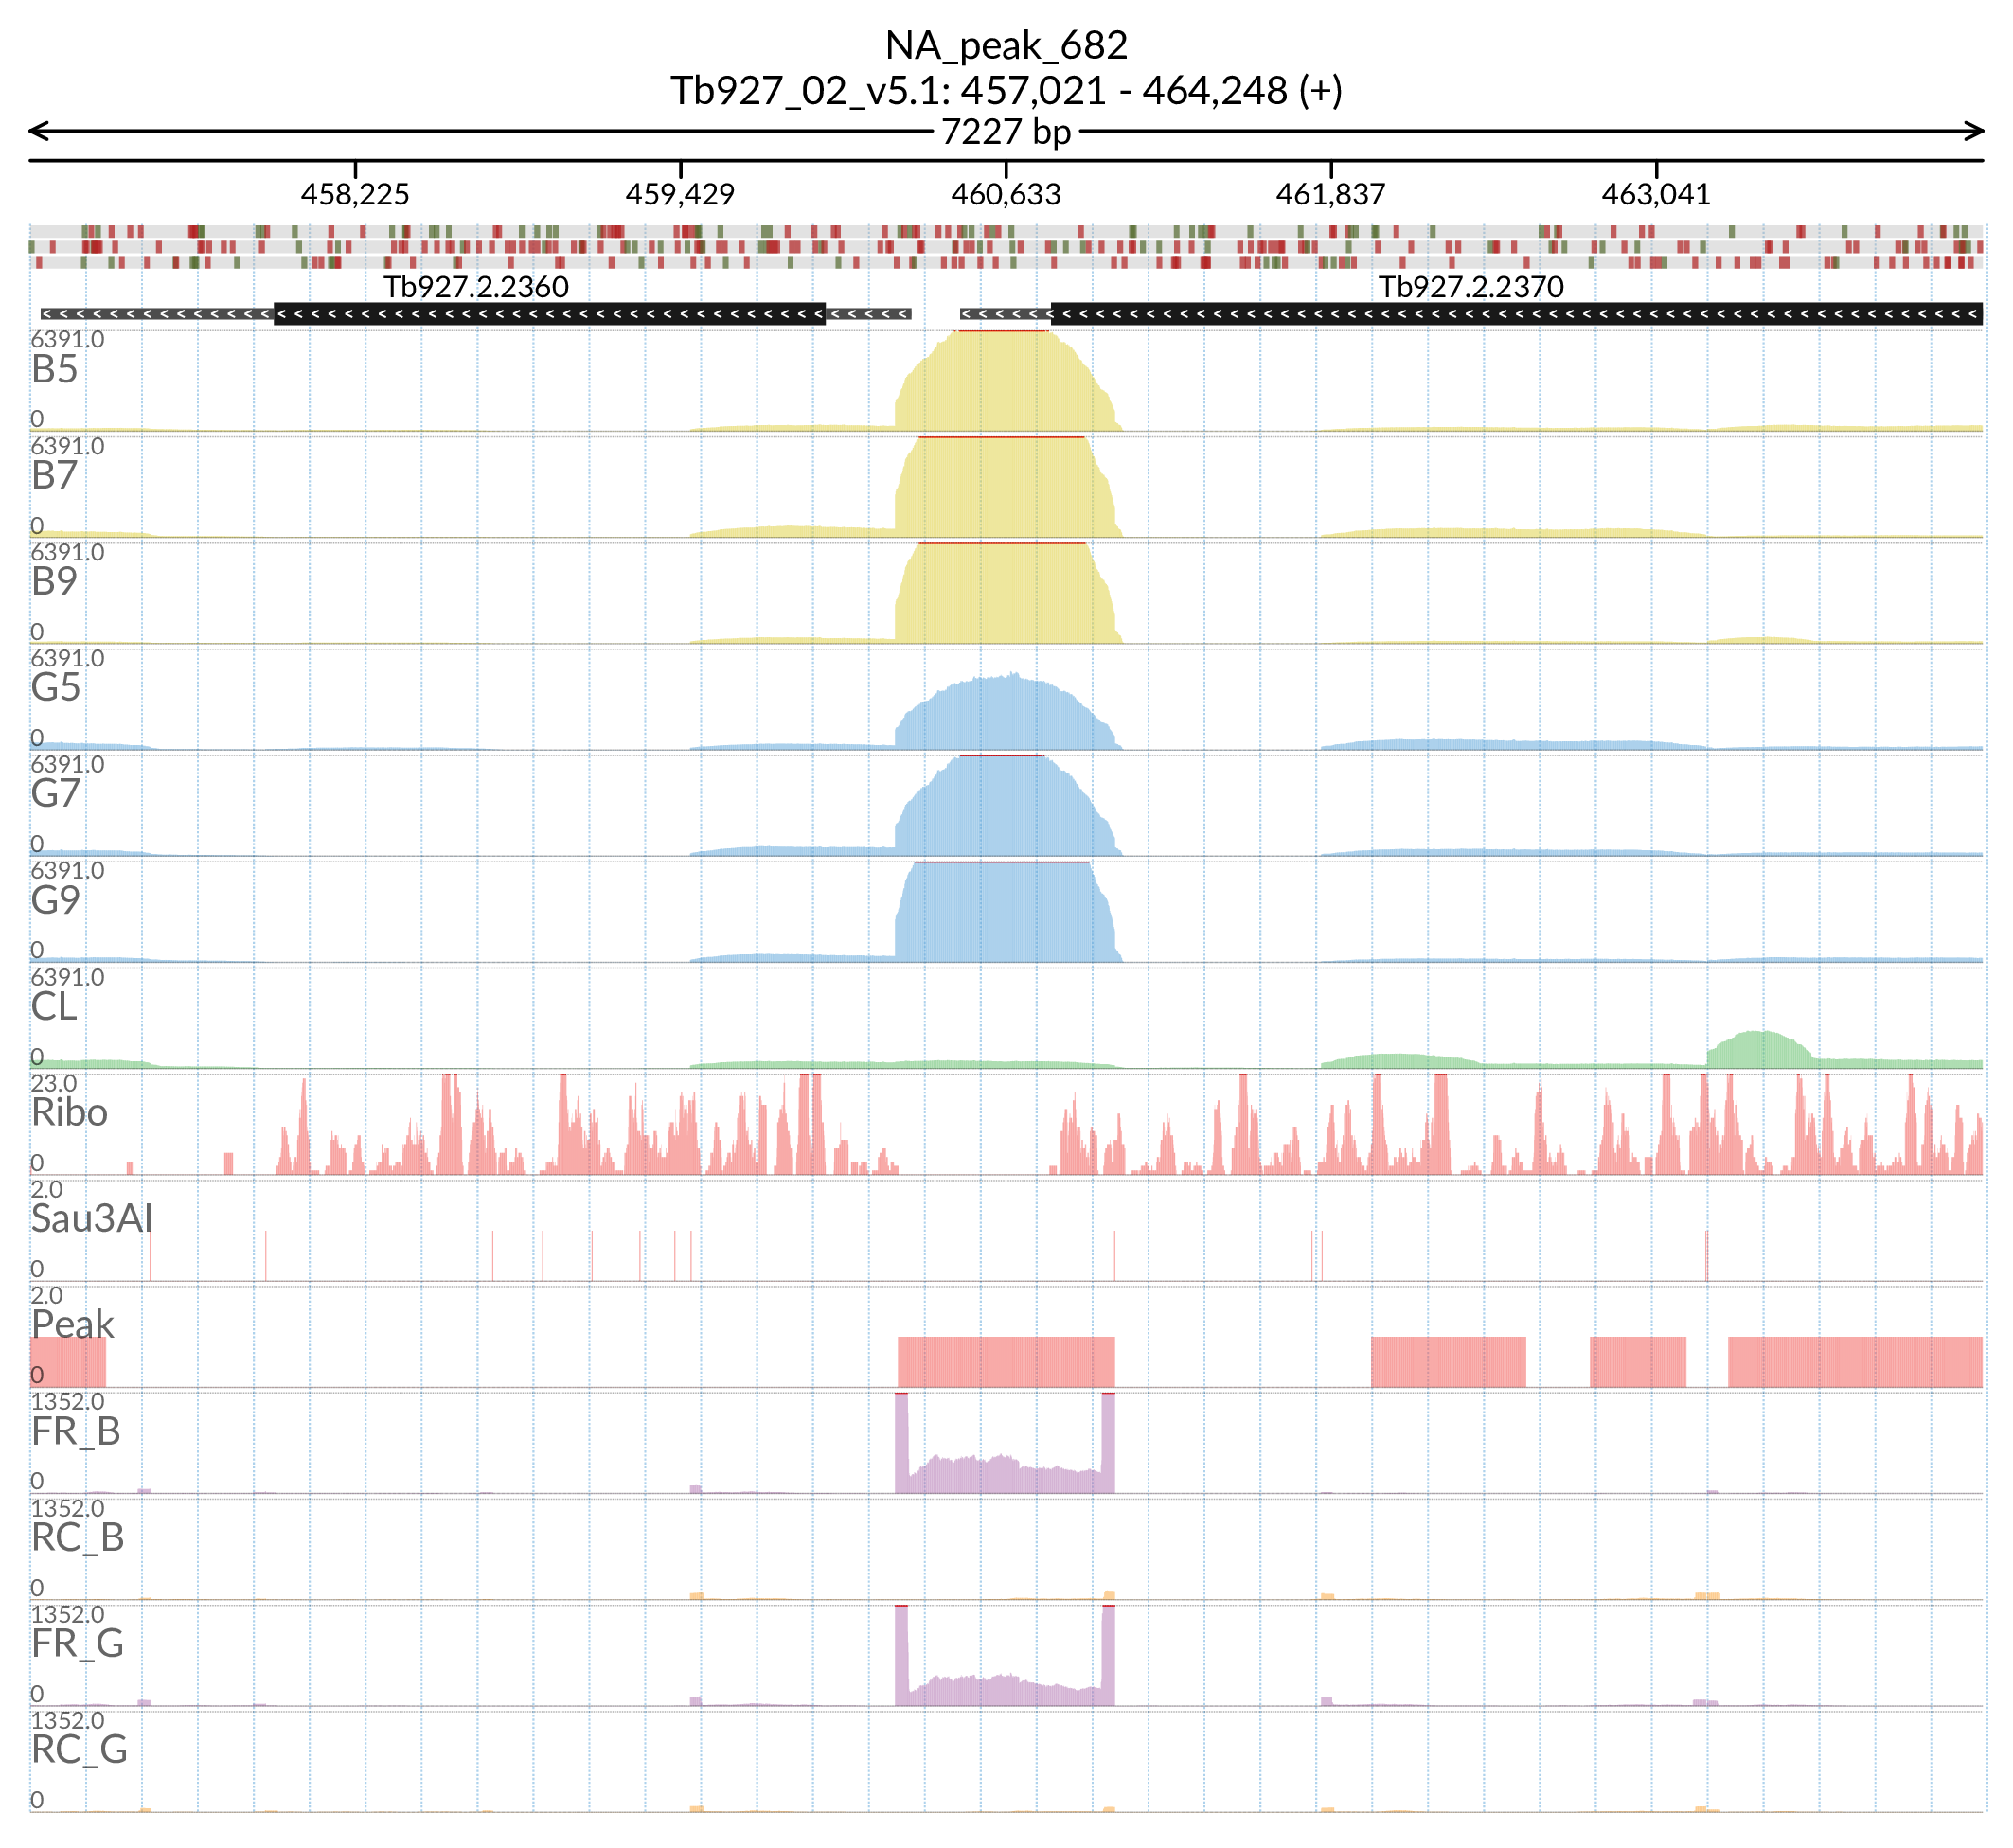 NA_peak_682
Tb927_02_v5.1: 457,021 - 464,248 (+)
7227 bp
458,225 459,429 460,633 461,837 463,041
Tb927.2.2360 Tb927.2.2370
6391.0
B5
0
6391.0
B7
0
6391.0
B9
0
6391.0
G5
0
6391.0
G7
0
6391.0
G9
0
6391.0
CL
0
23.0
Ribo
0
2.0
Sau3AI
0
2.0
Peak
0
1352.0
FR_B
0
1352.0
RC_B
0
1352.0
FR_G
0
1352.0
RC_G
0